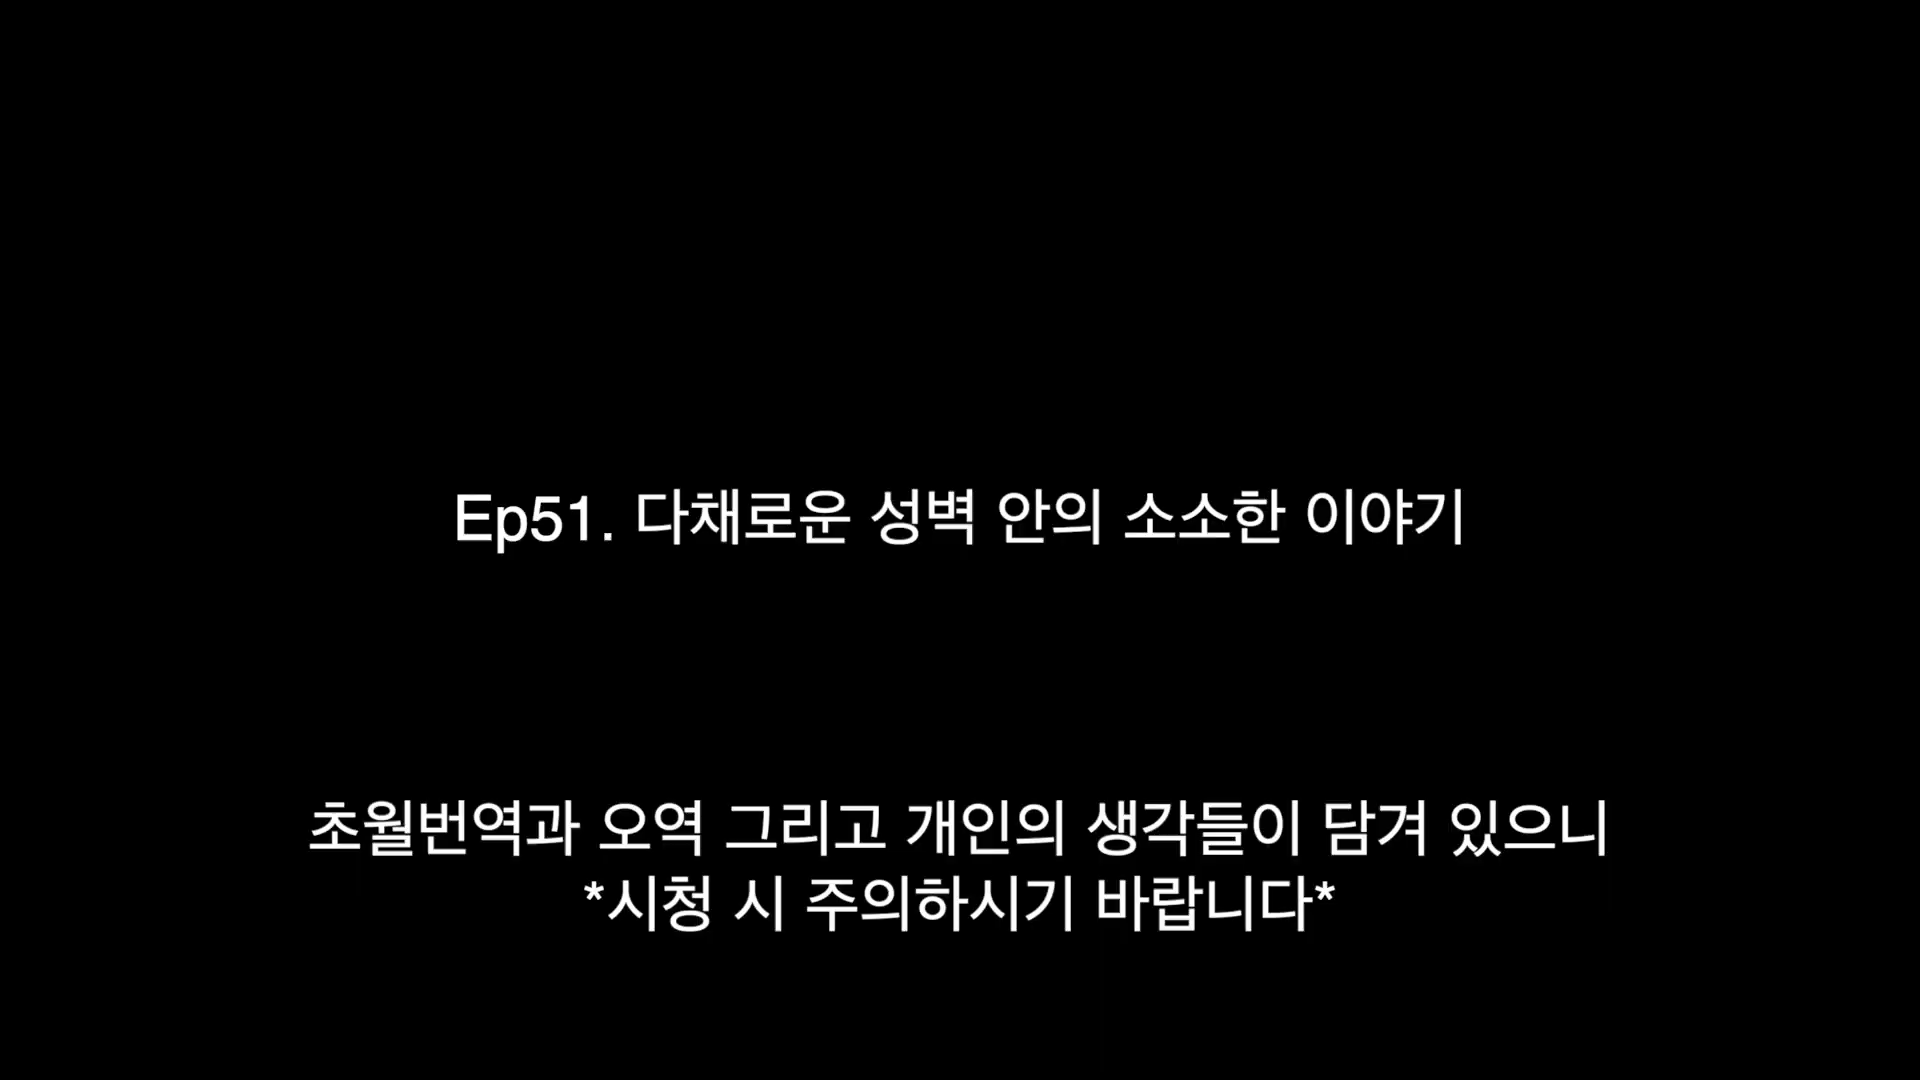 Ep51. 다채로운 성벽 안의 소소한 이야기
초월번역과 오역 그리고 개인의 생각들이 담겨 있으니
*시청 시 주의하시기 바랍니다*